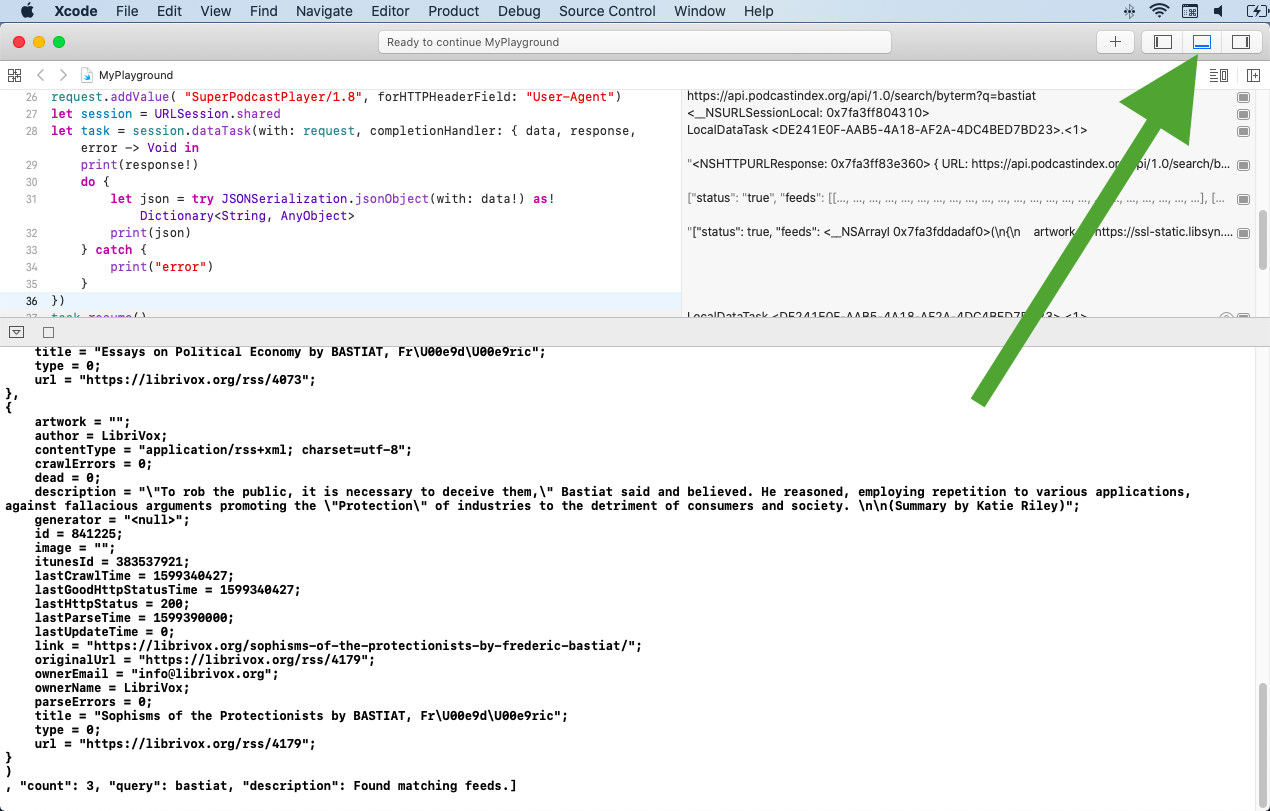 Xcode File Edit View Find Navigate Editor Product Debug Source Control Window Help
Ready to continue MyPlayground
MyPlayground
26 request.addValue( "SuperPodcastPlayer/1.8", forHTTPHeaderField: "User-Agent")
27 let session = URLSession.shared
28 let task = session.dataTask(with: request, completionHandler: { data, response,
error -> Void in
29 print(response!)
30 do {
31 let json = try JSONSerialization.jsonObject(with: data!) as!
Dictionary<String, AnyObject>
32 print(json)
33 } catch {
34 print("error")
35 }
36 })
37 task.resume()
https://api.podcastindex.org/api/1.0/search/byterm?q=bastiat
<__NSURLSessionLocal: 0x7fa3ff804310>
LocalDataTask <DE241E0F-AAB5-4A18-AF2A-4DC4BED7BD23>.<1>
"<NSHTTPURLResponse: 0x7fa3ff83e360> { URL: https://api.podcastindex.org/api/1.0/search/b...
["status": "true", "feeds": [[..., ..., ..., ..., ..., ..., ..., ..., ..., ..., ..., ..., ..., ..., ..., ..., ..., ..., ..., ..., ..., ..., ...], [...
"["status": true, "feeds": <__NSArrayI 0x7fa3fddadaf0>(\n{\n artwork https://ssl-static.libsyn....
LocalDataTask <DE241E0F-AAB5-4A18-AF2A-4DC4BED7BD23>.<1>
title = "Essays on Political Economy by BASTIAT, Fr\U00e9d\U00e9ric";
type = 0;
url = "https://librivox.org/rss/4073";
},
{
artwork = "";
author = LibriVox;
contentType = "application/rss+xml; charset=utf-8";
crawlErrors = 0;
dead = 0;
description = "\"To rob the public, it is necessary to deceive them,\" Bastiat said and believed. He reasoned, employing repetition to various applications,
against fallacious arguments promoting the \"Protection\" of industries to the detriment of consumers and society. \n\n(Summary by Katie Riley)";
generator = "<null>";
id = 841225;
image = "";
itunesId = 383537921;
lastCrawlTime = 1599340427;
lastGoodHttpStatusTime = 1599340427;
lastHttpStatus = 200;
lastParseTime = 1599390000;
lastUpdateTime = 0;
link = "https://librivox.org/sophisms-of-the-protectionists-by-frederic-bastiat/";
originalUrl = "https://librivox.org/rss/4179";
ownerEmail = "info@librivox.org";
ownerName = LibriVox;
parseErrors = 0;
title = "Sophisms of the Protectionists by BASTIAT, Fr\U00e9d\U00e9ric";
type = 0;
url = "https://librivox.org/rss/4179";
}
)
, "count": 3, "query": bastiat, "description": Found matching feeds.]